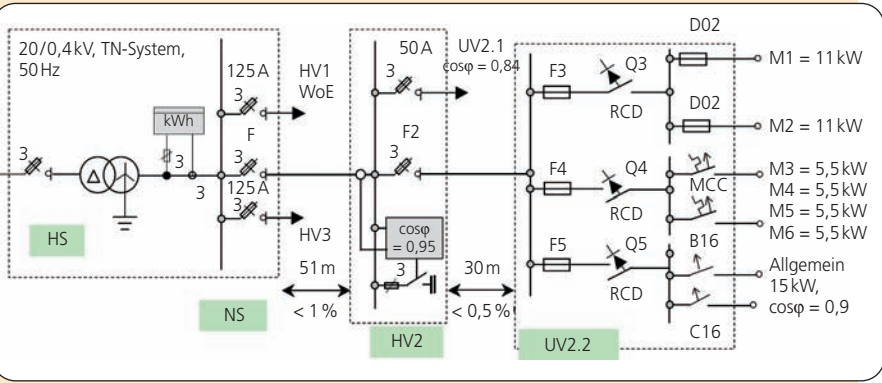 20/0,4 kV, TN-System,
50 Hz
3
HS
kWh
3
3
3
125 A
3
F
3
125 A
3
NS
HV1
WoE
HV3
51 m
< 1 %
50 A
3
F2
3
cosφ
= 0,95
3
HV2
UV2.1
cosφ = 0,84
30 m
< 0,5 %
F3
Q3
RCD
F4
Q4
RCD
F5
Q5
RCD
UV2.2
D02
D02
MCC
B16
C16
M1 = 11 kW
M2 = 11 kW
M3 = 5,5 kW
M4 = 5,5 kW
M5 = 5,5 kW
M6 = 5,5 kW
Allgemein
15 kW,
cosφ = 0,9